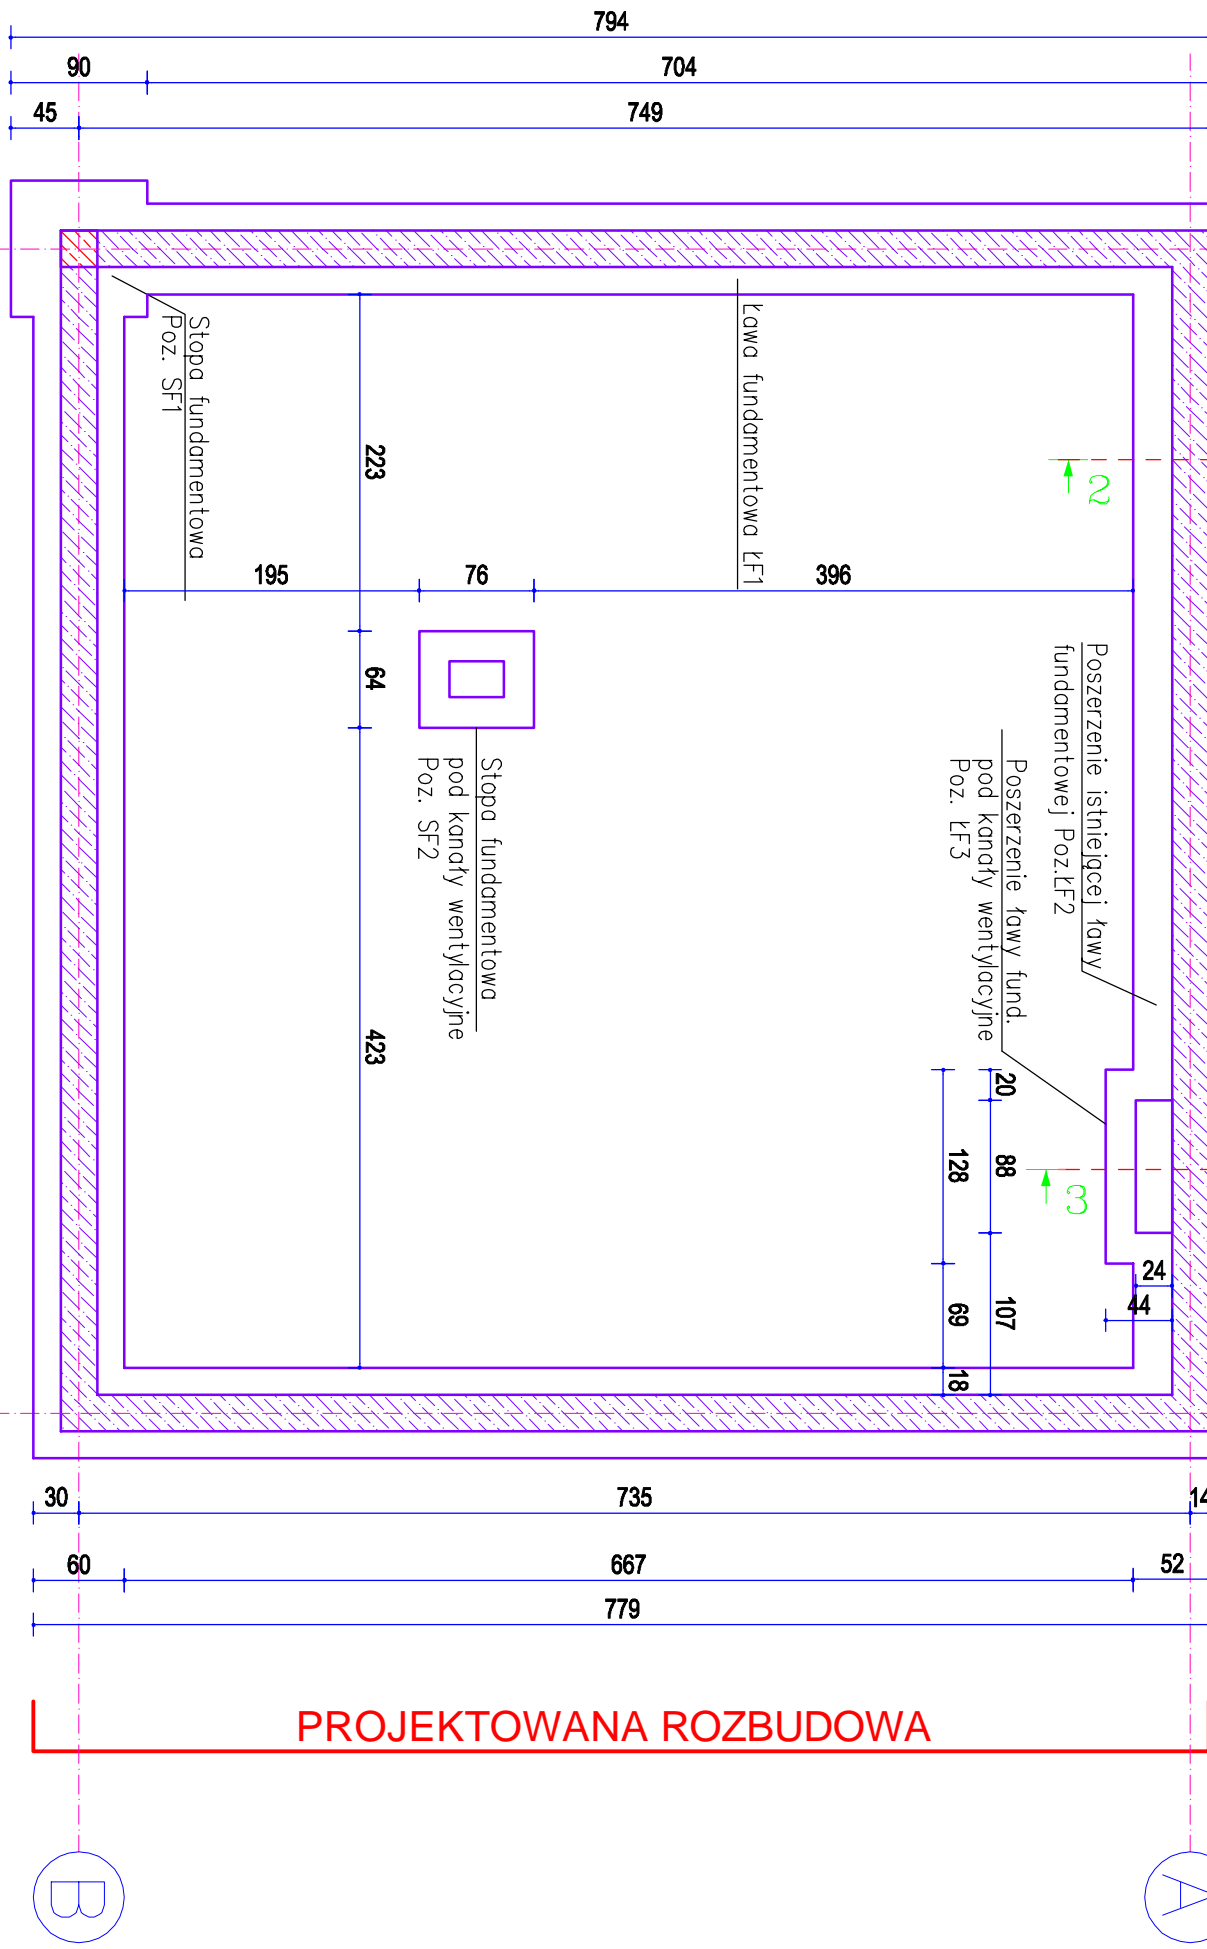 794
90
704
45
749
Stopa fundamentowa
Poz. SF1
Ława fundamentowa ŁF1
223
2
195
76
396
64
Poszerzenie istniejącej ławy
fundamentowej Poz.ŁF2
Stopa fundamentowa
pod kanały wentylacyjne
Poz. SF2
Poszerzenie ławy fund.
pod kanały wentylacyjne
Poz. ŁF3
423
20
88
128
3
24
44
107
69
18
30
735
14
60
667
52
779
PROJEKTOWANA ROZBUDOWA
B
A